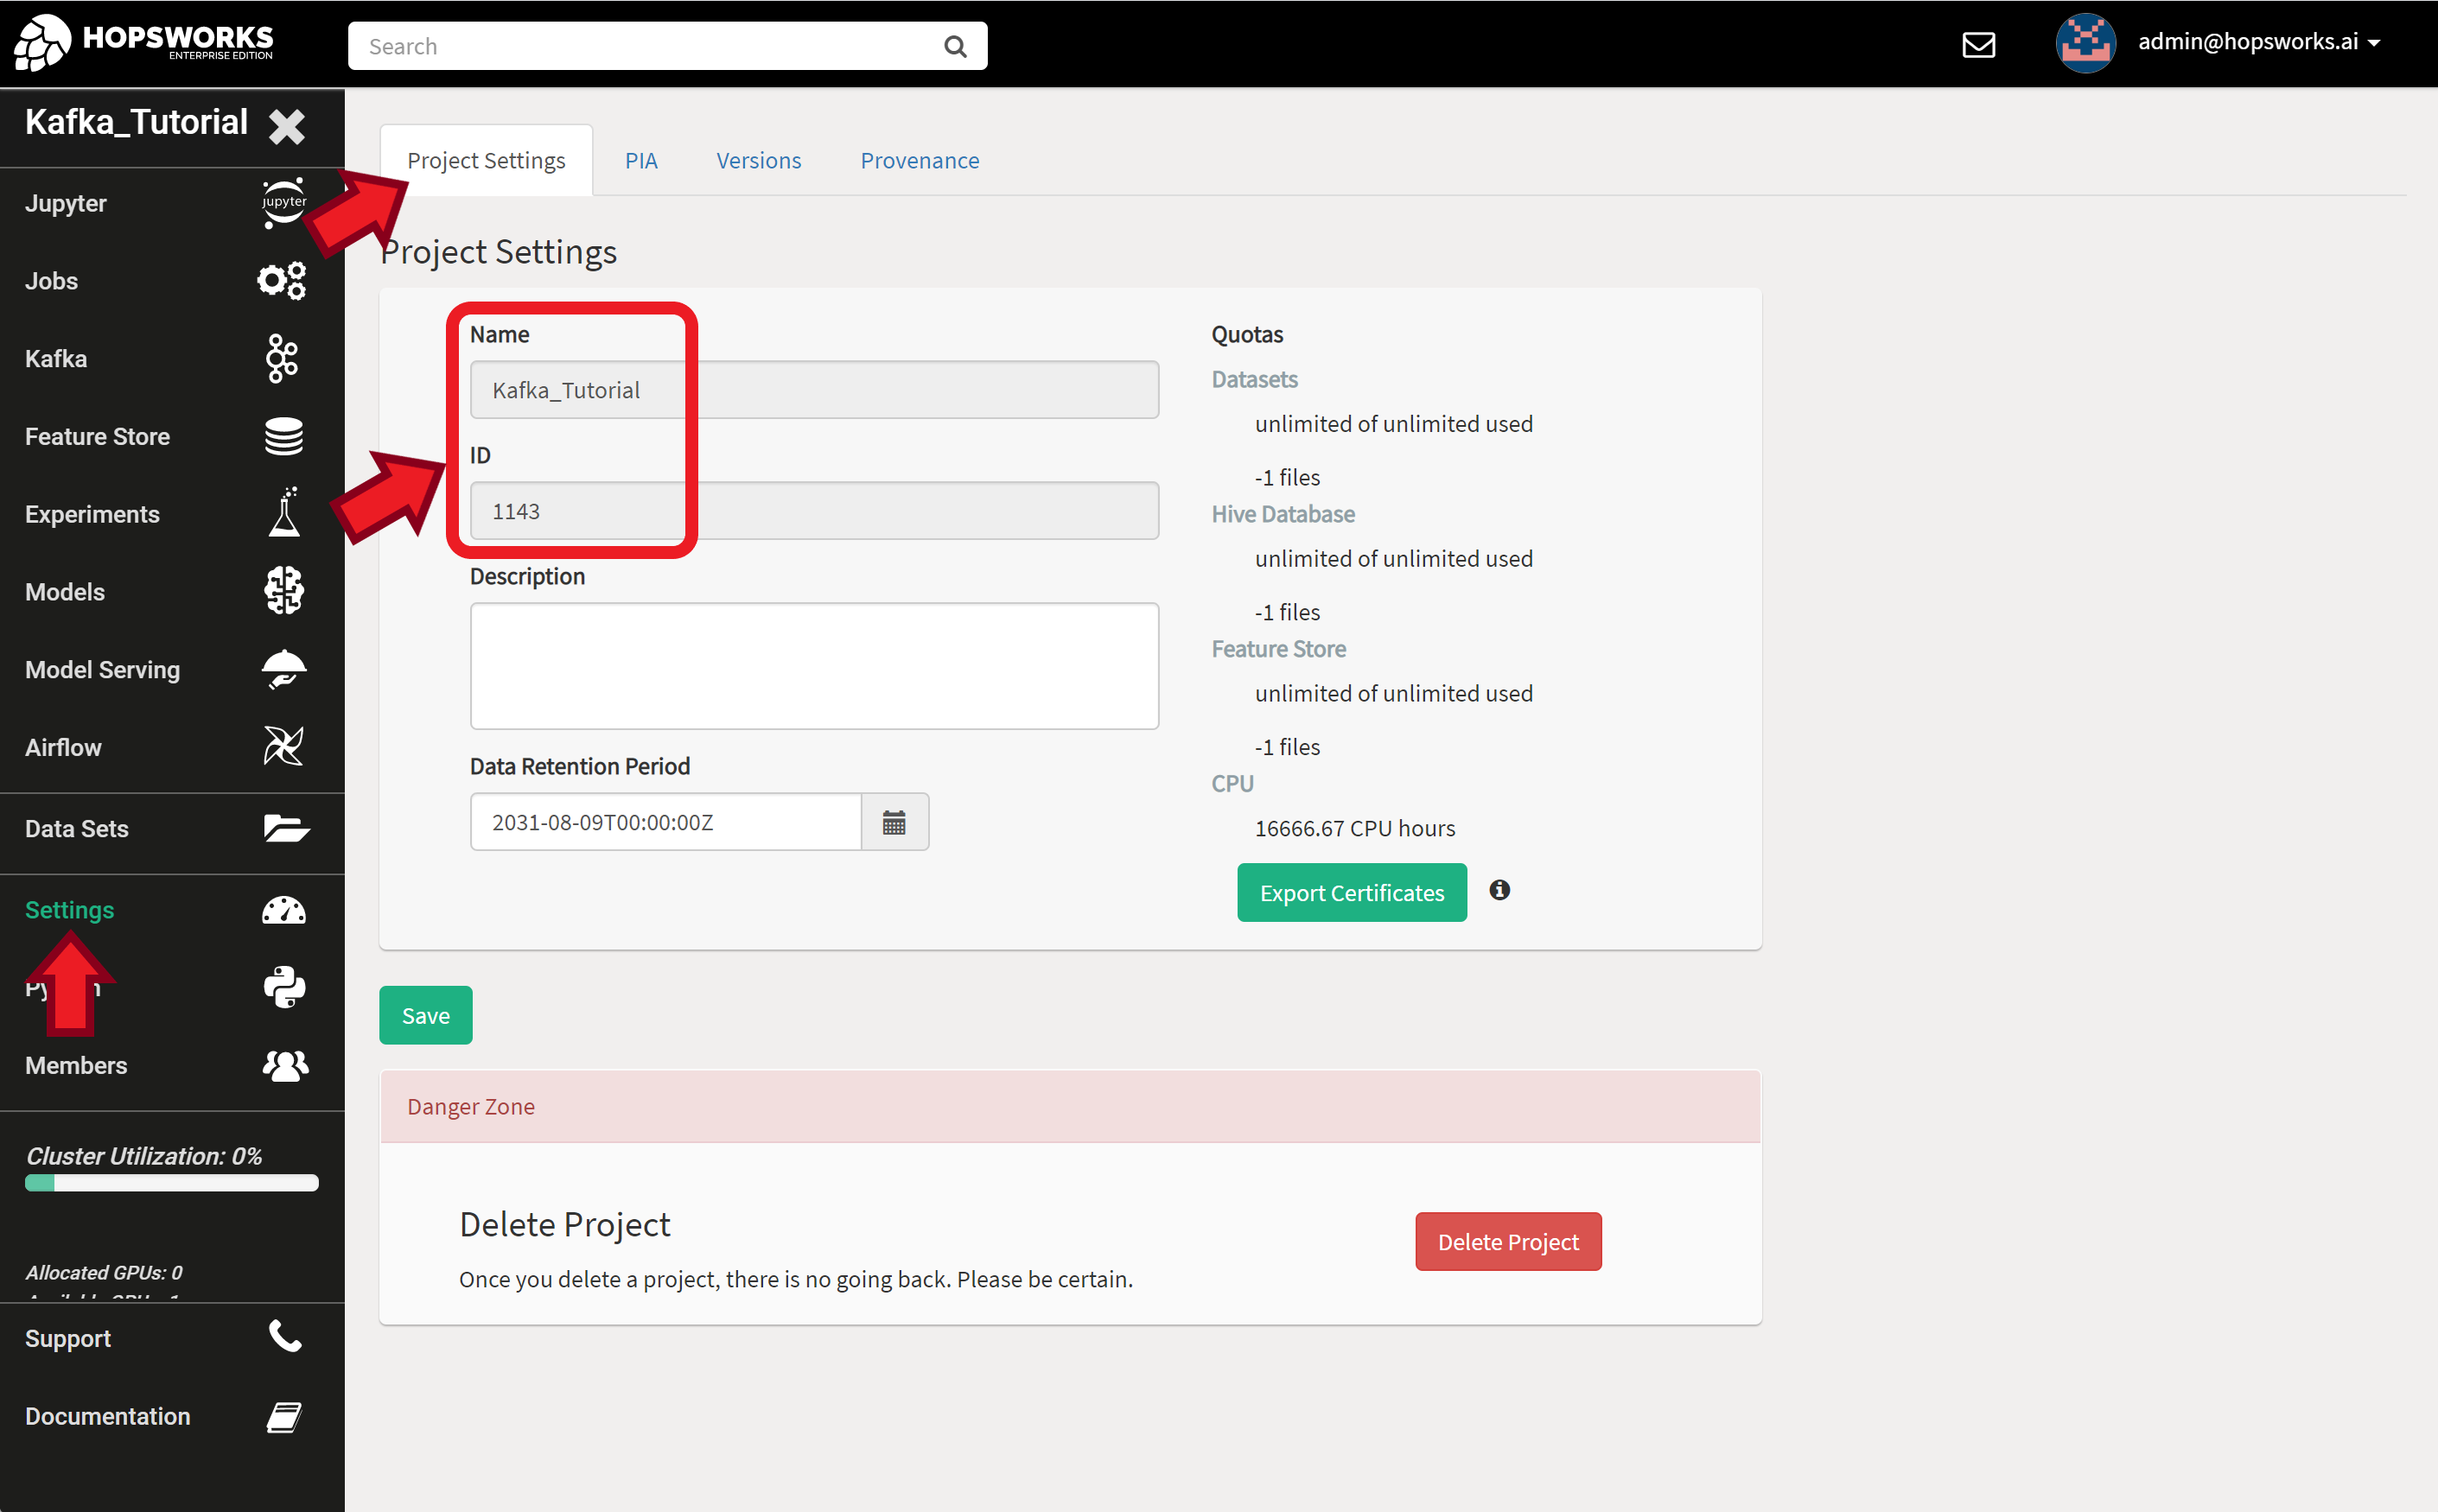 HOPSWORKS
ENTERPRISE EDITION
Search
admin@hopsworks.ai
Kafka_Tutorial
Jupyter
jupyter
Jobs
Kafka
Feature Store
Experiments
Models
Model Serving
Airflow
Data Sets
Settings
Members
Cluster Utilization: 0%
Allocated GPUs: 0
Support
Documentation
Project Settings PIA Versions Provenance
Project Settings
Name
Kafka_Tutorial
ID
1143
Description
Data Retention Period
2031-08-09T00:00:00Z
Quotas
Datasets
unlimited of unlimited used
-1 files
Hive Database
unlimited of unlimited used
-1 files
Feature Store
unlimited of unlimited used
-1 files
CPU
16666.67 CPU hours
Export Certificates
Save
Danger Zone
Delete Project
Once you delete a project, there is no going back. Please be certain.
Delete Project